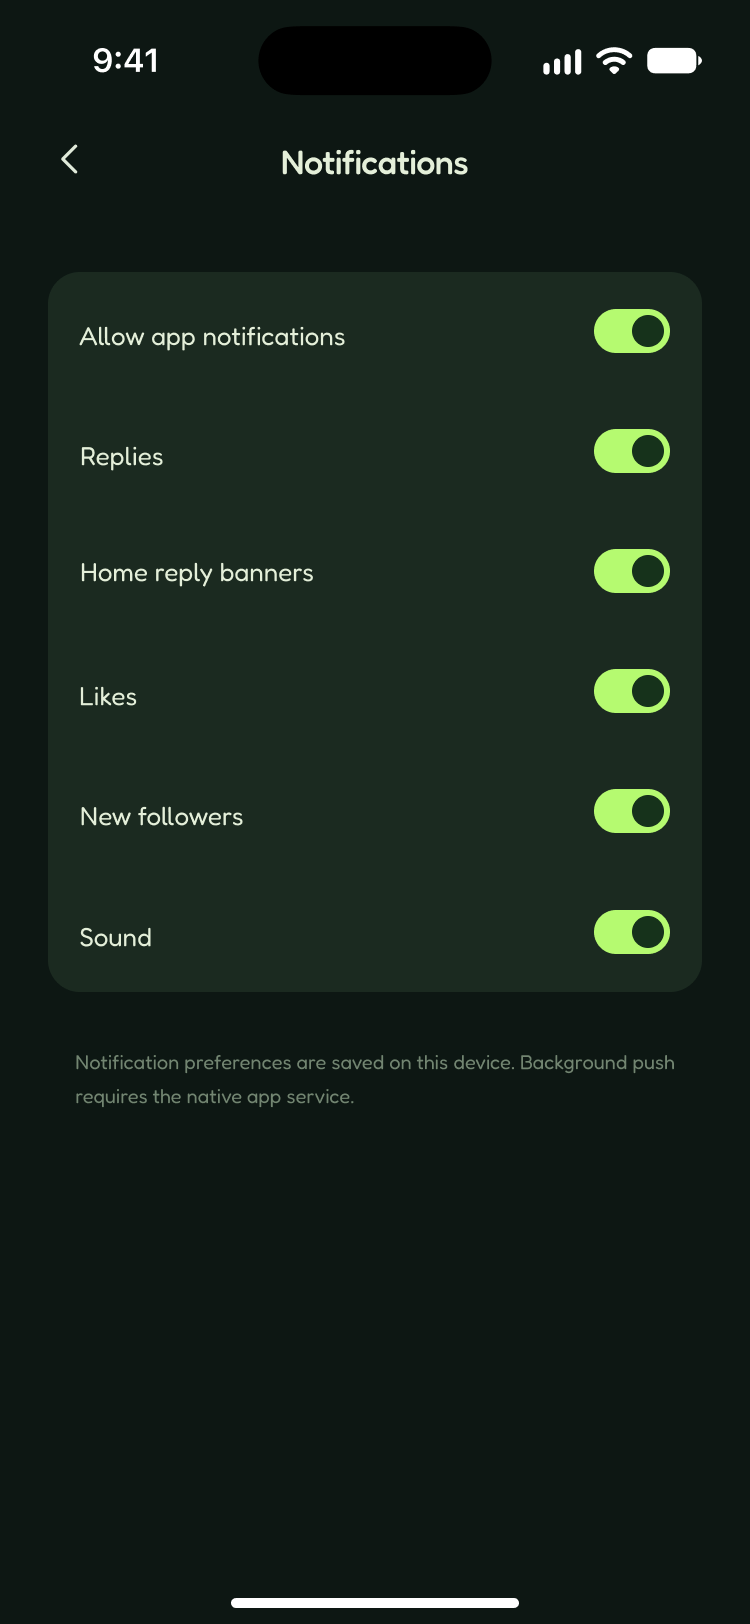 9:41
Notifications
Allow app notifications
Replies
Home reply banners
Likes
New followers
Sound
Notification preferences are saved on this device. Background push
requires the native app service.